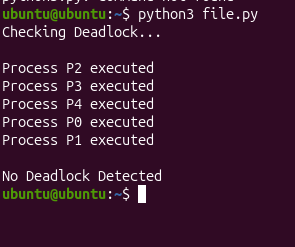 ubuntu@ubuntu:~$ python3 file.py
Checking Deadlock...
Process P2 executed
Process P3 executed
Process P4 executed
Process P0 executed
Process P1 executed
No Deadlock Detected
ubuntu@ubuntu:~$